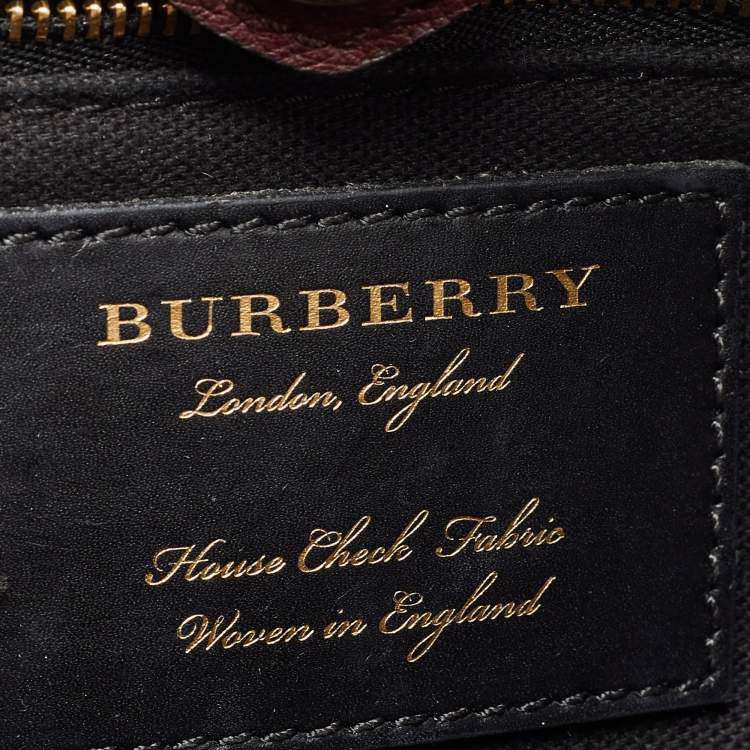 BURBERRY
London, England
House Check Fabric
Woven in England